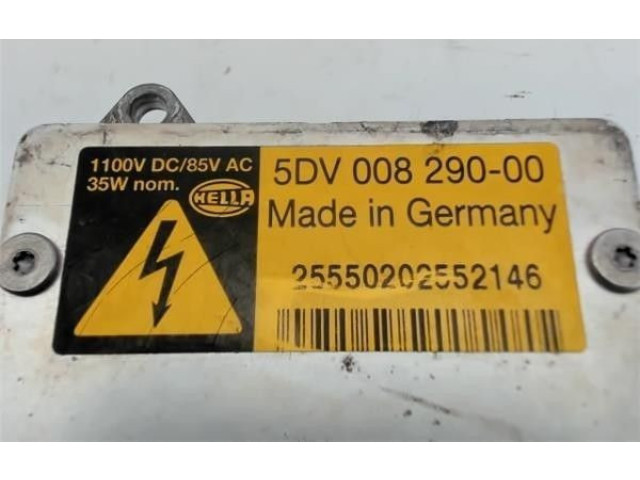 1100V DC/85V AC
35W nom.
HELLA
5DV 008 290-00
Made in Germany
25550202552146